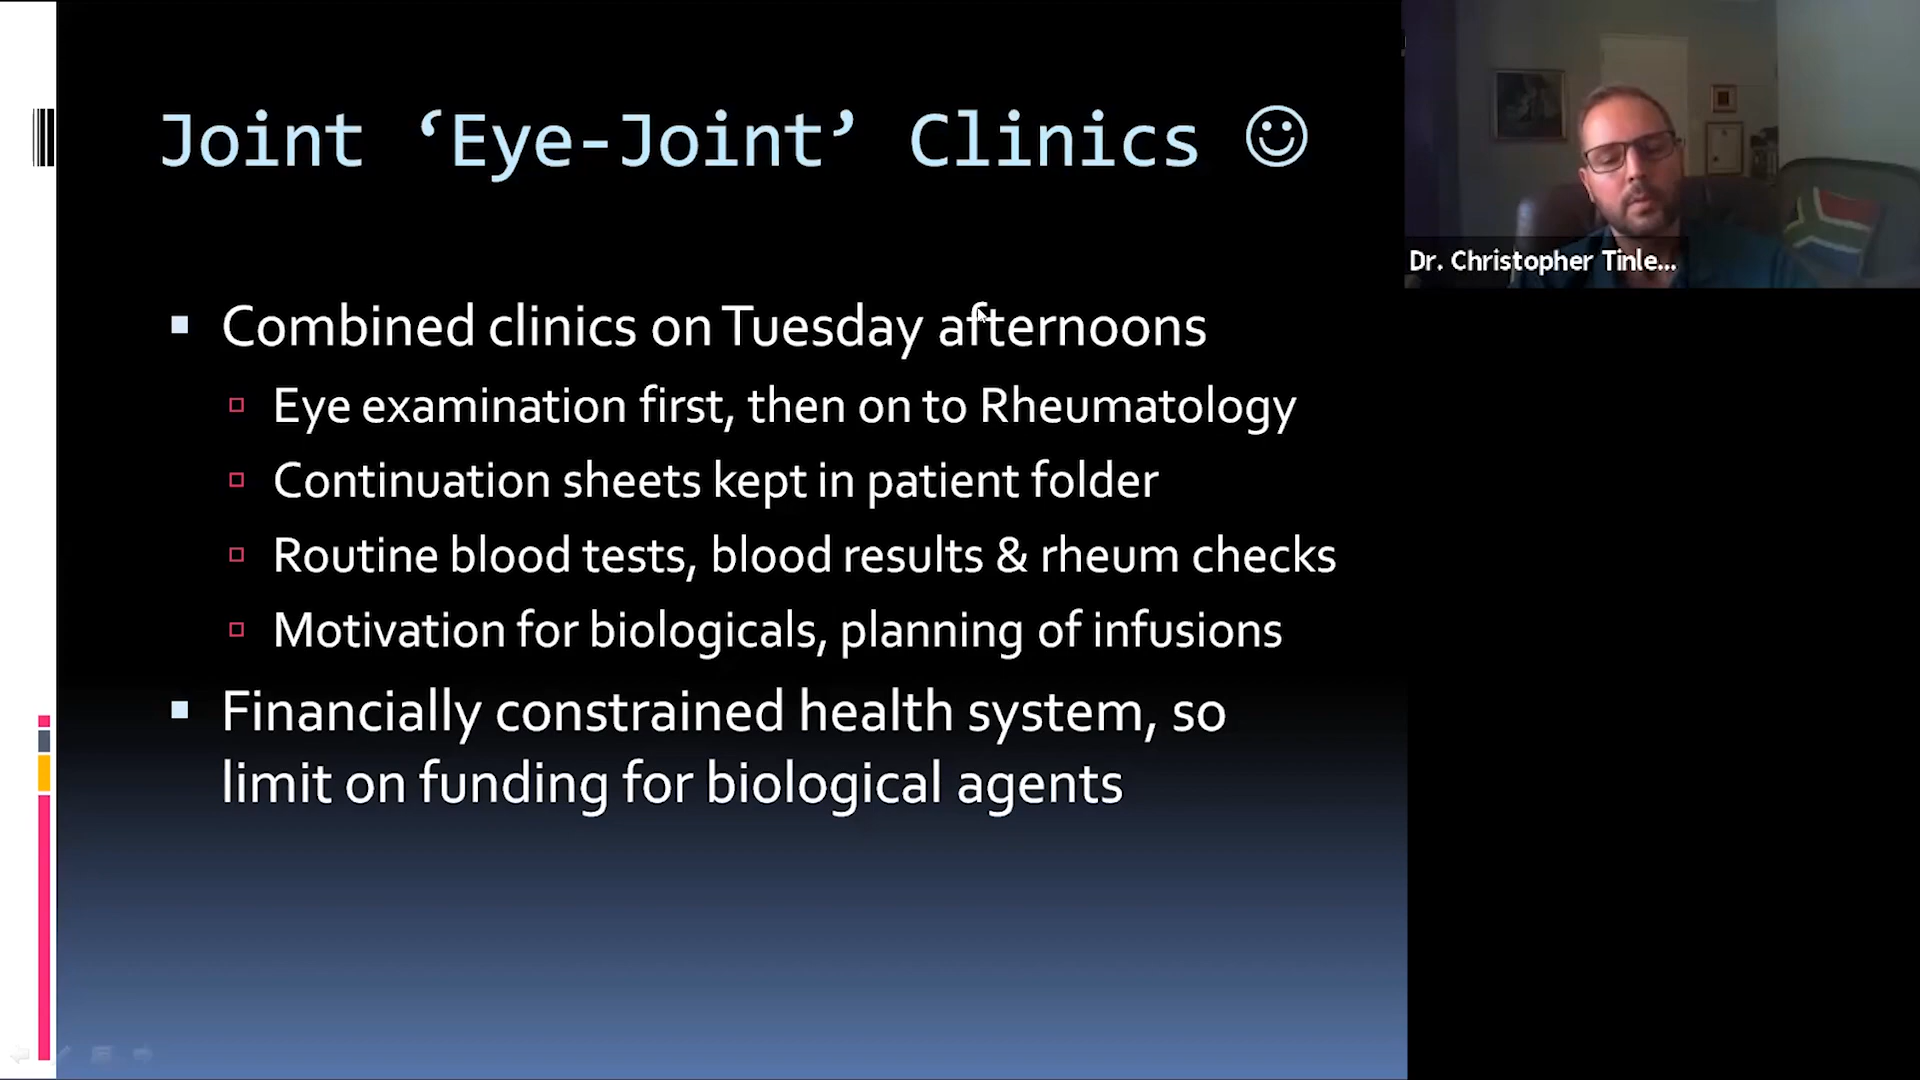 Joint ‘Eye-Joint’ Clinics ☺
Dr. Christopher Tinle...
Combined clinics on Tuesday afternoons
Eye examination first, then on to Rheumatology
Continuation sheets kept in patient folder
Routine blood tests, blood results & rheum checks
Motivation for biologicals, planning of infusions
Financially constrained health system, so
limit on funding for biological agents